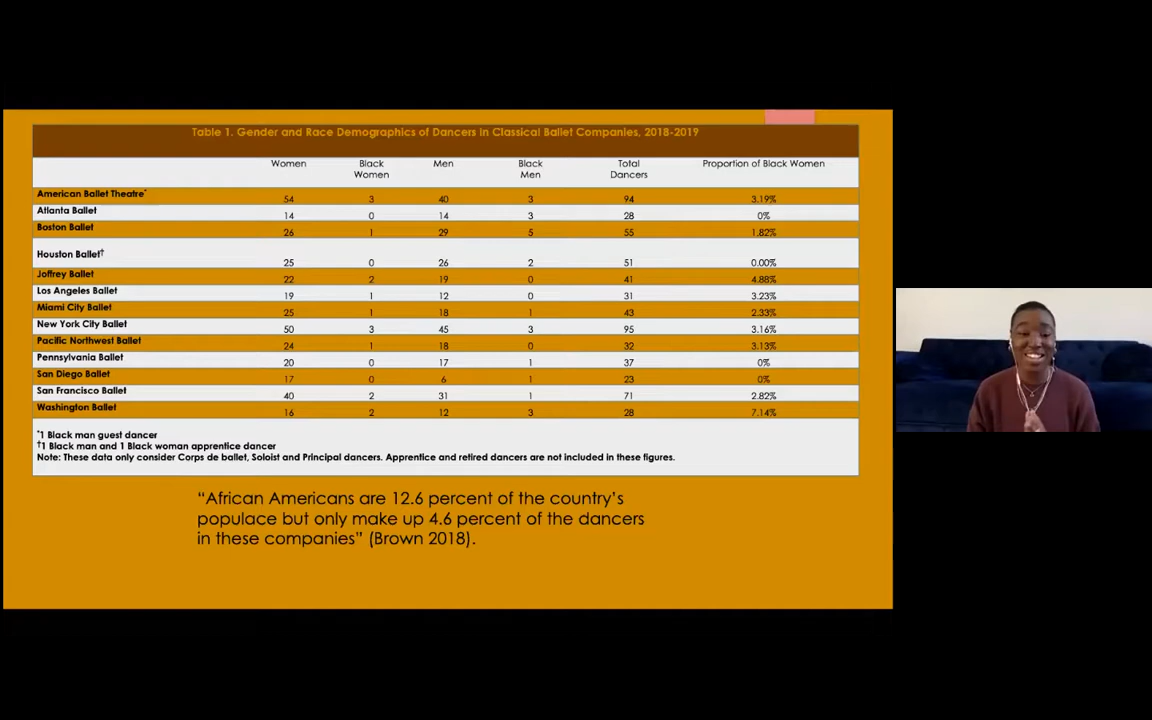 Table 1. Gender and Race Demographics of Dancers in Classical Ballet Companies, 2018-2019
Women Black Women Men Black Men Total Dancers Proportion of Black Women
American Ballet Theatre* 54 3 40 3 94 3.19%
Atlanta Ballet 14 0 14 3 28 0%
Boston Ballet 26 1 29 5 55 1.82%
Houston Ballet† 25 0 26 2 51 0.00%
Joffrey Ballet 22 2 19 0 41 4.88%
Los Angeles Ballet 19 1 12 0 31 3.23%
Miami City Ballet 25 1 18 1 43 2.33%
New York City Ballet 50 3 45 3 95 3.16%
Pacific Northwest Ballet 24 1 18 0 32 3.13%
Pennsylvania Ballet 20 0 17 1 37 0%
San Diego Ballet 17 0 6 1 23 0%
San Francisco Ballet 40 2 31 1 71 2.82%
Washington Ballet 16 2 12 3 28 7.14%
*1 Black man guest dancer
†1 Black man and 1 Black woman apprentice dancer
Note: These data only consider Corps de ballet, Soloist and Principal dancers. Apprentice and retired dancers are not included in these figures.
“African Americans are 12.6 percent of the country’s
populace but only make up 4.6 percent of the dancers
in these companies” (Brown 2018).